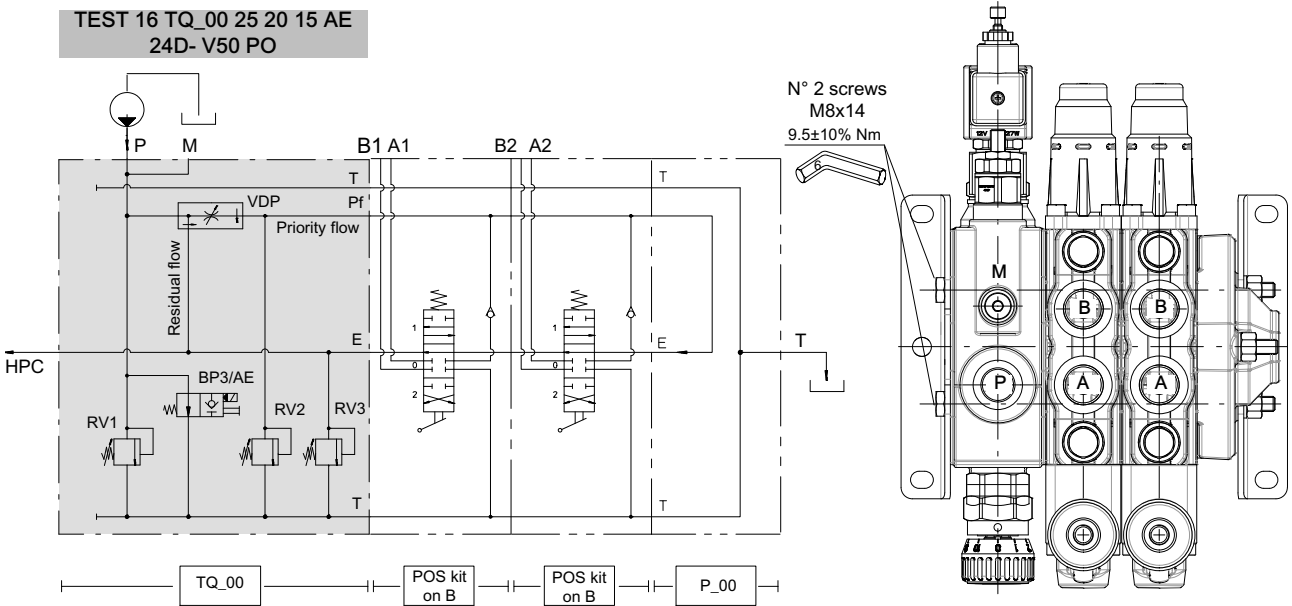 TEST 16 TQ_00 25 20 15 AE
24D- V50 PO
P
M
B1 A1
B2 A2
T
T
VDP
Pf
Priority flow
Residual flow
E
E
T
HPC
1
0
2
1
0
2
BP3/AE
RV1
RV2
RV3
T
T
TQ_00
POS kit
on B
POS kit
on B
P_00
N° 2 screws
M8x14
9.5±10% Nm
6
12V 27W
M
B
B
P
A
A